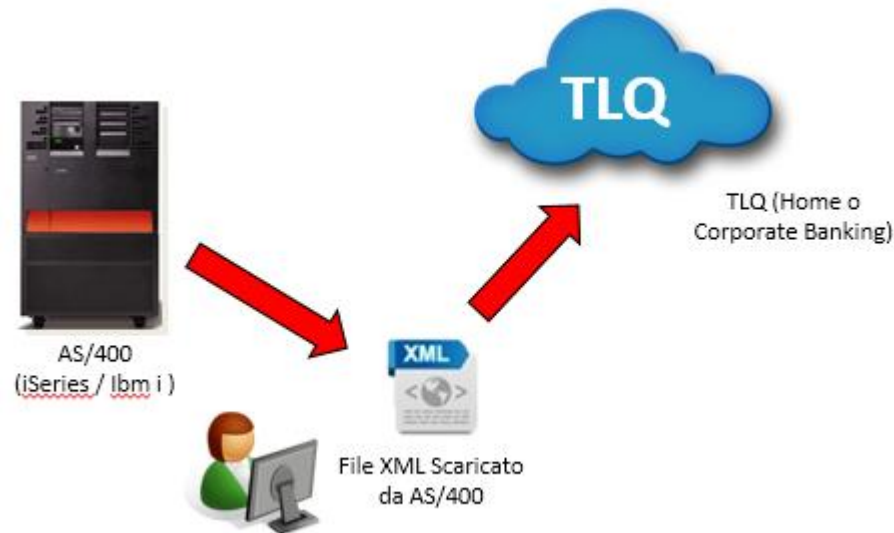 TLQ
TLQ (Home o
Corporate Banking)
AS/400
(iSeries / Ibm i )
XML
File XML Scaricato
da AS/400